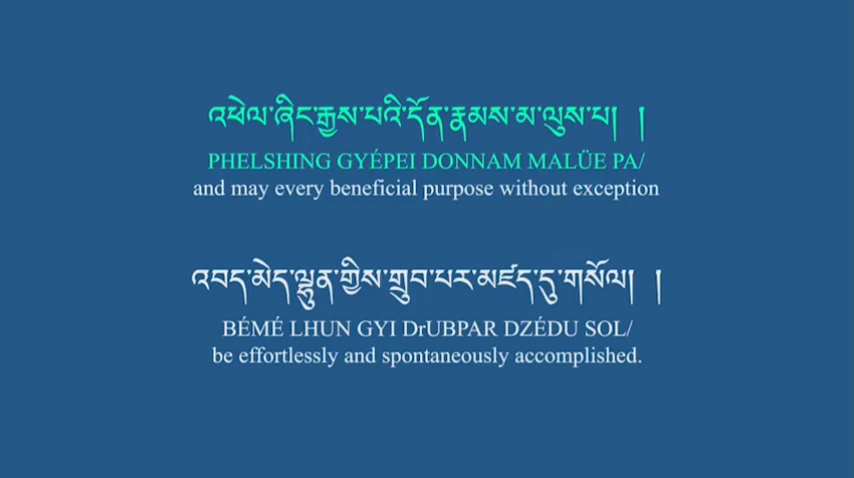 འཕེལ་ཞིང་རྒྱས་པའི་དོན་རྣམས་མ་ལུས་པ། །
PHELSHING GYÉPEI DONNAM MALÜE PA/
and may every beneficial purpose without exception
འབད་མེད་ལྷུན་གྱིས་གྲུབ་པར་མཛད་དུ་གསོལ། །
BÉMÉ LHUN GYI DrUBPAR DZÉDU SOL/
be effortlessly and spontaneously accomplished.